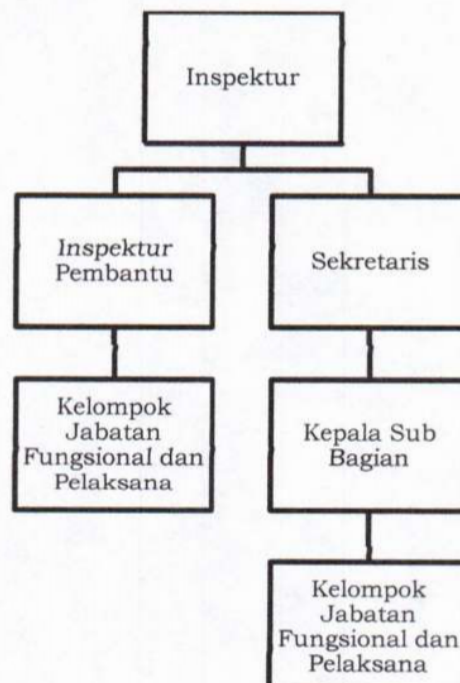 Inspektur
Inspektur
Pembantu
Sekretaris
Kelompok
Jabatan
Fungsional dan
Pelaksana
Kepala Sub
Bagian
Kelompok
Jabatan
Fungsional dan
Pelaksana